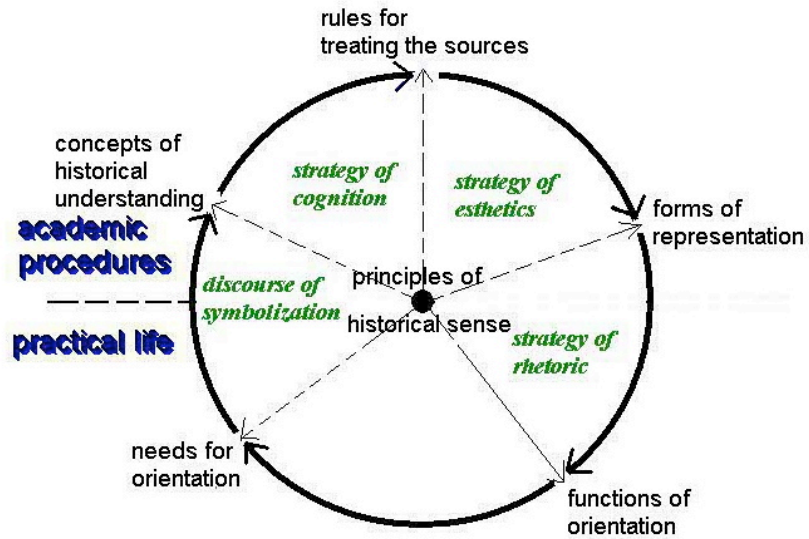 rules for
treating the sources
concepts of
historical
understanding
strategy of
cognition
strategy of
esthetics
forms of
representation
academic
procedures
discourse of
symbolization
principles of
historical sense
practical life
strategy of
rhetoric
needs for
orientation
functions of
orientation